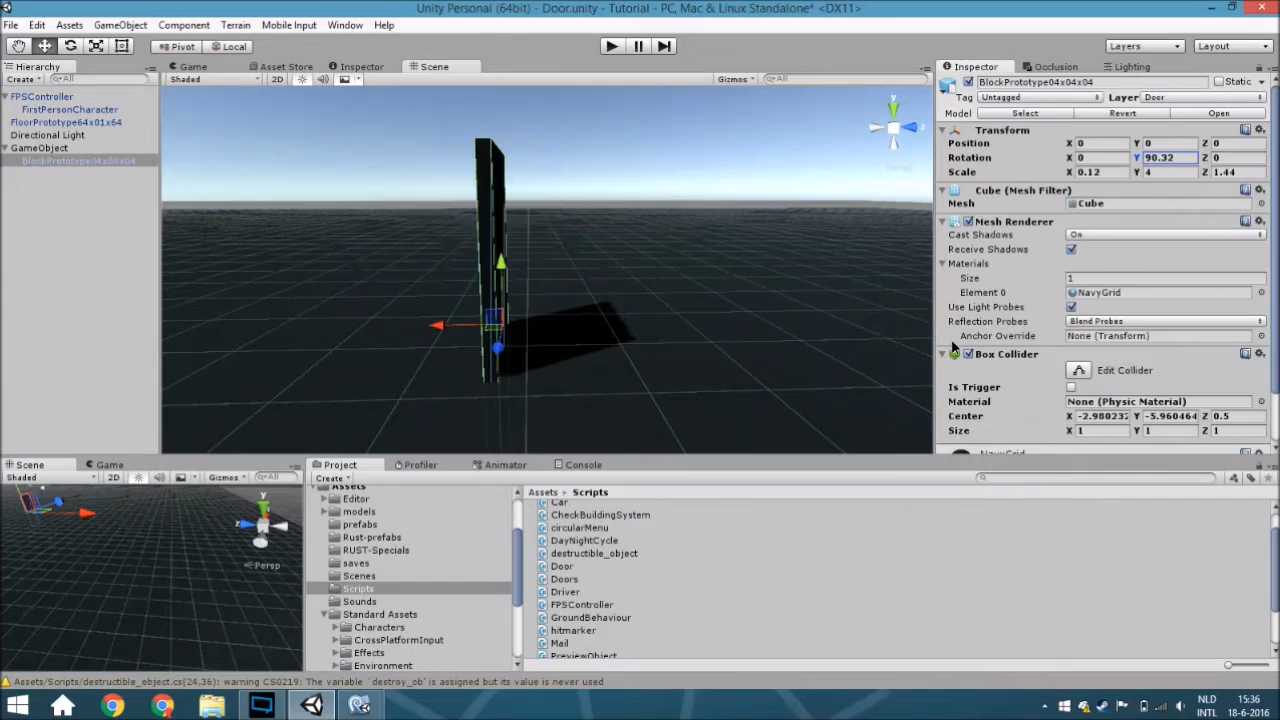 Unity Personal (64bit) - Door.unity - Tutorial - PC, Mac & Linux Standalone* <DX11>
File Edit Assets GameObject Component Terrain Mobile Input Window Help
Pivot Local Layers Layout
Hierarchy
Create All
FPSController
FirstPersonCharacter
FloorPrototype64x01x64
Directional Light
GameObject
BlockPrototype04x04x04
Game Asset Store Inspector Scene
Shaded 2D Gizmos All
y
z
Inspector Occlusion Lighting
BlockPrototype04x04x04 Static
Tag Untagged Layer Door
Model Select Revert Open
Transform
Position X 0 Y 0 Z 0
Rotation X 0 Y 90.32 Z 0
Scale X 0.12 Y 4 Z 1.44
Cube (Mesh Filter)
Mesh Cube
Mesh Renderer
Cast Shadows On
Receive Shadows
Materials
Size 1
Element 0 NavyGrid
Use Light Probes
Reflection Probes Blend Probes
Anchor Override None (Transform)
Box Collider
Edit Collider
Is Trigger
Material None (Physic Material)
Center X -2.980232 Y -5.960464 Z 0.5
Size X 1 Y 1 Z 1
NavyGrid
Scene Game
Shaded 2D Gizmos All
y
z
Persp
Project Profiler Animator Console
Create
Assets
Editor
models
prefabs
Rust-prefabs
RUST-Specials
saves
Scenes
Scripts
Sounds
Standard Assets
Characters
CrossPlatformInput
Effects
Environment
Assets Scripts
Car
CheckBuildingSystem
circularMenu
DayNightCycle
destructible_object
Door
Doors
Driver
FPSController
GroundBehaviour
hitmarker
Mail
PreviewObject
Assets/Scripts/destructible_object.cs(24,36): warning CS0219: The variable `destroy_ob' is assigned but its value is never used
NLD
INTL
15:36
18-6-2016